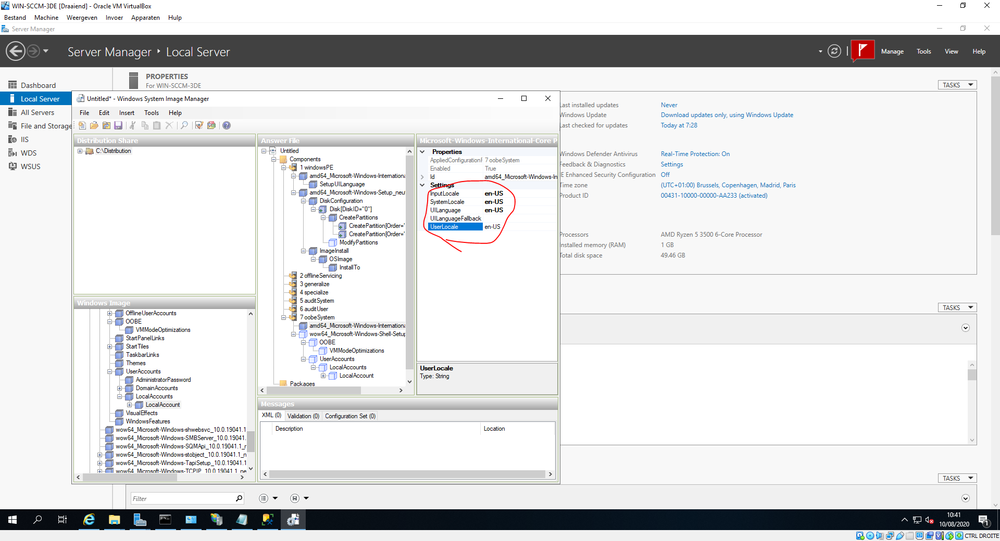 WIN-SCCM-3DE [Draaiend] - Oracle VM VirtualBox
Bestand Machine Weergeven Invoer Apparaten Hulp
Server Manager
Server Manager ‣ Local Server
Manage Tools View Help
Dashboard
Local Server
All Servers
File and Storage
IIS
WDS
WSUS
PROPERTIES
For WIN-SCCM-3DE
TASKS
Untitled* - Windows System Image Manager
File Edit Insert Tools Help
Distribution Share
C:\Distribution
Windows Image
OfflineUserAccounts
OOBE
VMModeOptimizations
StartPanelLinks
StartTiles
TaskbarLinks
Themes
UserAccounts
AdministratorPassword
DomainAccounts
LocalAccounts
LocalAccount
VisualEffects
WindowsFeatures
wow64_Microsoft-Windows-shwebsvc_10.0.19041.1
wow64_Microsoft-Windows-SMBServer_10.0.19041.
wow64_Microsoft-Windows-SQMApi_10.0.19041.1_n
wow64_Microsoft-Windows-stobject_10.0.19041.1_n
wow64_Microsoft-Windows-TapiSetup_10.0.19041.1
wow64_Microsoft-Windows-TCPIP_10.0.19041.1_ne
Answer File
Untitled
Components
1 windowsPE
amd64_Microsoft-Windows-Internationa
SetupUILanguage
amd64_Microsoft-Windows-Setup_neu
DiskConfiguration
Disk[DiskID="0"]
CreatePartitions
CreatePartition[Order='
CreatePartition[Order='
ModifyPartitions
ImageInstall
OSImage
InstallTo
2 offlineServicing
3 generalize
4 specialize
5 auditSystem
6 auditUser
7 oobeSystem
amd64_Microsoft-Windows-Internationa
wow64_Microsoft-Windows-Shell-Setup
OOBE
VMModeOptimizations
UserAccounts
LocalAccounts
LocalAccount
Packages
Microsoft-Windows-International-Core P
Properties
AppliedConfigurationF 7 oobeSystem
Enabled True
Id amd64_Microsoft-Windows-In
Settings
InputLocale en-US
SystemLocale en-US
UILanguage en-US
UILanguageFallback
UserLocale en-US
UserLocale
Type: String
Messages
XML (0) Validation (0) Configuration Set (0)
Description Location
Last installed updates Never
Windows Update Download updates only, using Windows Update
Last checked for updates Today at 7:28
Windows Defender Antivirus Real-Time Protection: On
Feedback & Diagnostics Settings
IE Enhanced Security Configuration Off
Time zone (UTC+01:00) Brussels, Copenhagen, Madrid, Paris
Product ID 00431-10000-00000-AA233 (activated)
Processors AMD Ryzen 5 3500 6-Core Processor
Installed memory (RAM) 1 GB
Total disk space 49.46 GB
TASKS
TASKS
Filter
10:41
10/08/2020
1
CTRL DROITE